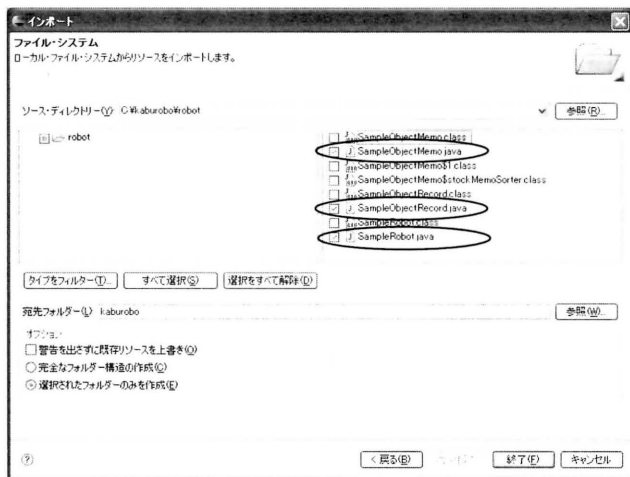 インポート
ファイル・システム
ローカル・ファイル・システムからリソースをインポートします。
ソース・ディレクトリー(Y): C:¥kaburobo¥robot
参照(R)...
robot
SampleObjectMemo.class
SampleObjectMemo.java
SampleObjectMemo$1.class
SampleObjectMemo$stockMemoSorter.class
SampleObjectRecord.class
SampleObjectRecord.java
SampleRobot.class
SampleRobot.java
タイプをフィルター(T)... すべて選択(S) 選択をすべて解除(D)
宛先フォルダー(L): kaburobo
参照(W)...
オプション
警告を出さずに既存リソースを上書き(O)
完全なフォルダー構造の作成(C)
選択されたフォルダーのみを作成(E)
< 戻る(B) 終了(F) キャンセル